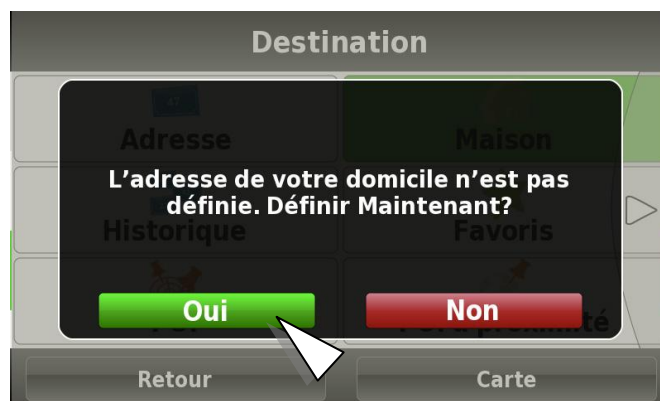 Destination
Adresse
Maison
L’adresse de votre domicile n’est pas
définie. Définir Maintenant?
Historique
Favoris
Oui
Non
Retour
Carte